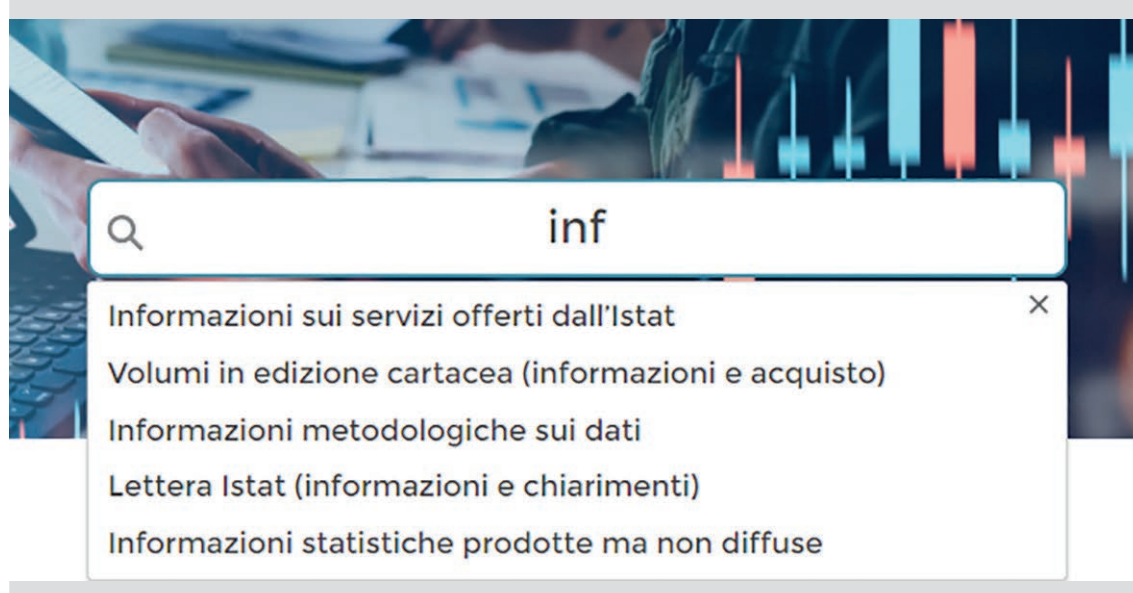 inf
Informazioni sui servizi offerti dall'Istat
Volumi in edizione cartacea (informazioni e acquisto)
Informazioni metodologiche sui dati
Lettera Istat (informazioni e chiarimenti)
Informazioni statistiche prodotte ma non diffuse